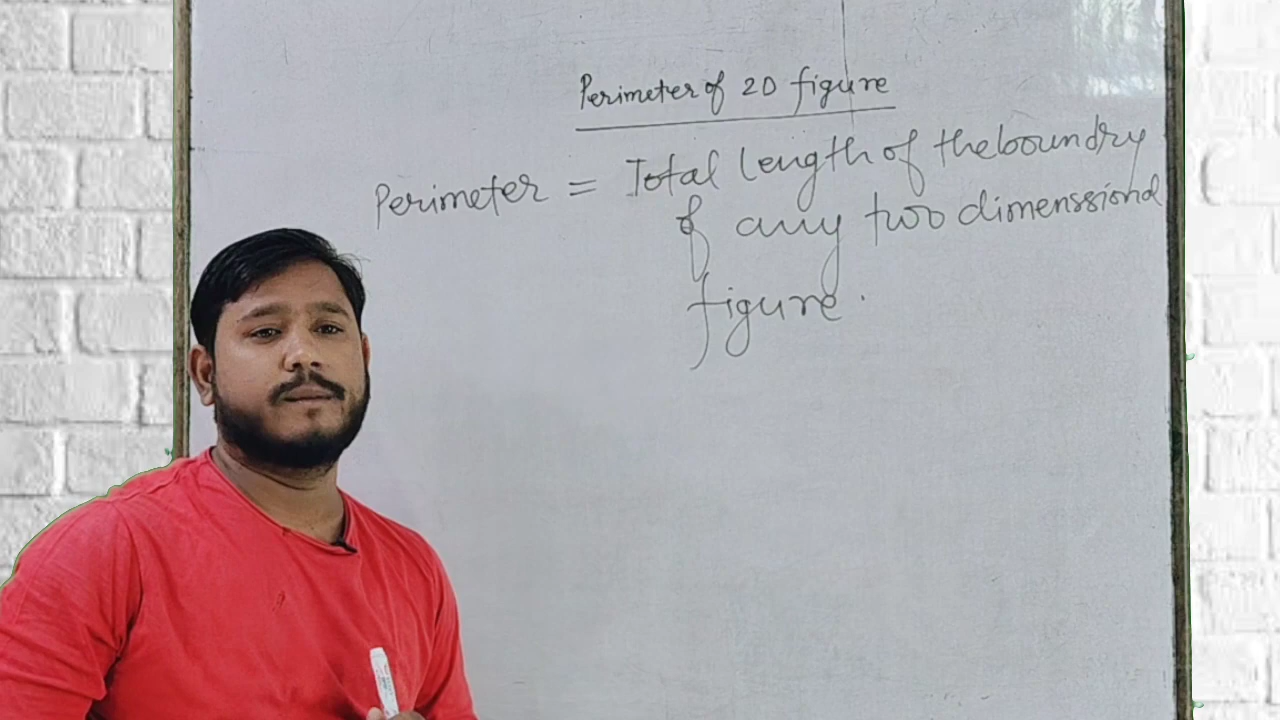 Perimeter of 2D figure
Perimeter = Total length of the boundry
of any two dimenssional
figure.